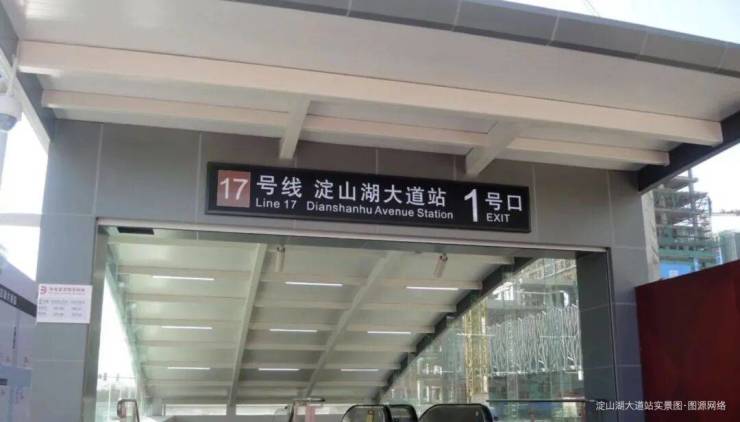 17 号线 淀山湖大道站 1 号口
Line 17 Dianshanhu Avenue Station EXIT
淀山湖大道站实景图-图源网络